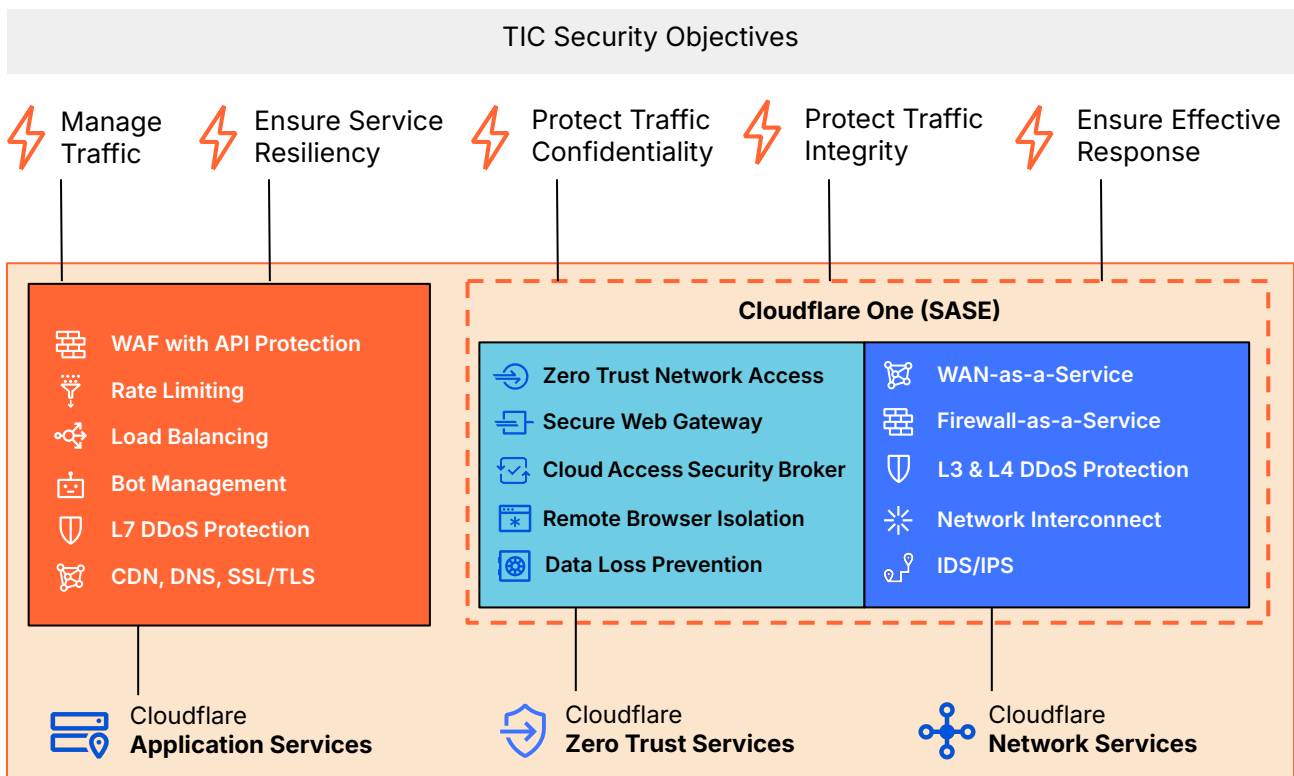 TIC Security Objectives
Manage
Traffic
Ensure Service
Resiliency
Protect Traffic
Confidentiality
Protect Traffic
Integrity
Ensure Effective
Response
WAF with API Protection
Rate Limiting
Load Balancing
Bot Management
L7 DDoS Protection
CDN, DNS, SSL/TLS
Cloudflare One (SASE)
Zero Trust Network Access
Secure Web Gateway
Cloud Access Security Broker
Remote Browser Isolation
Data Loss Prevention
WAN-as-a-Service
Firewall-as-a-Service
L3 & L4 DDoS Protection
Network Interconnect
IDS/IPS
Cloudflare
Application Services
Cloudflare
Zero Trust Services
Cloudflare
Network Services